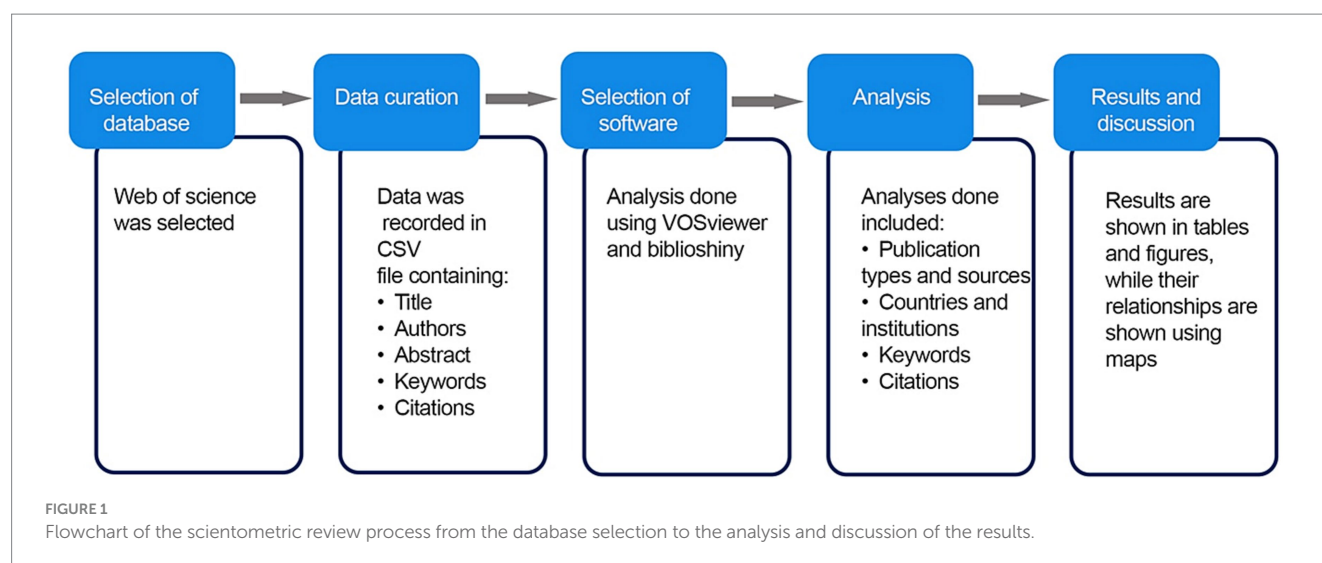 Selection of
database
Web of science
was selected
Data curation
Data was
recorded in
CSV
file containing:
• Title
• Authors
• Abstract
• Keywords
• Citations
Selection of
software
Analysis done
using VOSviewer
and biblioshiny
Analysis
Analyses done
included:
• Publication
types and sources
• Countries and
institutions
• Keywords
• Citations
Results and
discussion
Results are
shown in tables
and figures,
while their
relationships are
shown using
maps
FIGURE 1
Flowchart of the scientometric review process from the database selection to the analysis and discussion of the results.